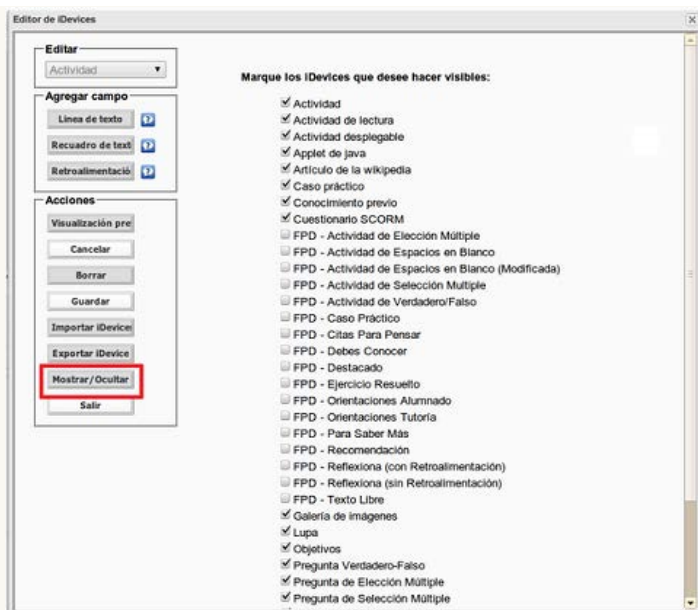 Editor de iDevices
Editar
Actividad
Agregar campo
Línea de texto
Recuadro de text
Retroalimentació
Acciones
Visualización pre
Cancelar
Borrar
Guardar
Importar iDevice
Exportar iDevice
Mostrar/Ocultar
Salir
Marque los iDevices que desee hacer visibles:
Actividad
Actividad de lectura
Actividad desplegable
Applet de java
Artículo de la wikipedia
Caso práctico
Conocimiento previo
Cuestionario SCORM
FPD - Actividad de Elección Múltiple
FPD - Actividad de Espacios en Blanco
FPD - Actividad de Espacios en Blanco (Modificada)
FPD - Actividad de Selección Multiple
FPD - Actividad de Verdadero/Falso
FPD - Caso Práctico
FPD - Citas Para Pensar
FPD - Debes Conocer
FPD - Destacado
FPD - Ejercicio Resuelto
FPD - Orientaciones Alumnado
FPD - Orientaciones Tutoría
FPD - Para Saber Más
FPD - Recomendación
FPD - Reflexiona (con Retroalimentación)
FPD - Reflexiona (sin Retroalimentación)
FPD - Texto Libre
Galería de imágenes
Lupa
Objetivos
Pregunta Verdadero-Falso
Pregunta de Elección Múltiple
Pregunta de Selección Múltiple